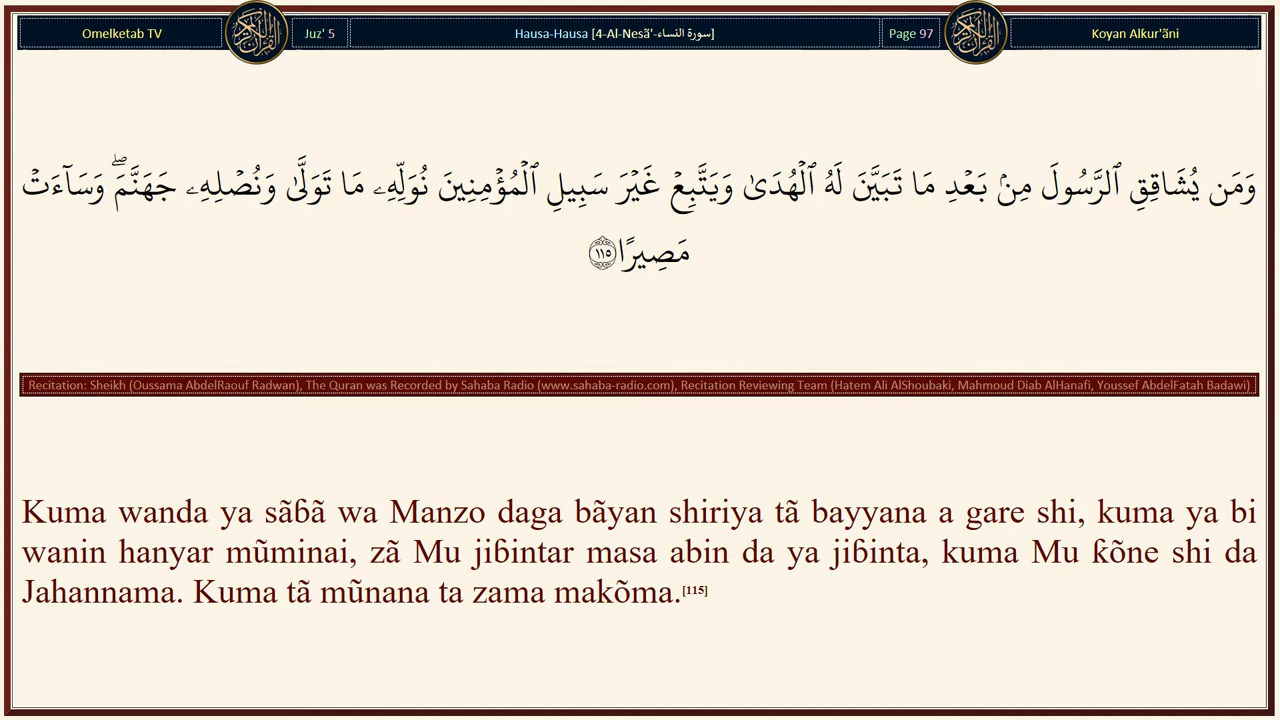 Omelketab TV
Juz' 5
Hausa-Hausa [4-Al-Nesã'-سورة النساء]
Page 97
Koyan Alƙur'ãni
وَمَن يُشَاقِقِ ٱلرَّسُولَ مِنۢ بَعۡدِ مَا تَبَيَّنَ لَهُ ٱلۡهُدَىٰ وَيَتَّبِعۡ غَيۡرَ سَبِيلِ ٱلۡمُؤۡمِنِينَ نُوَلِّهِۦ مَا تَوَلَّىٰ وَنُصۡلِهِۦ جَهَنَّمَۖ وَسَآءَتۡ
مَصِيرًا ١١٥
Recitation: Sheikh (Oussama AbdelRaouf Radwan), The Quran was Recorded by Sahaba Radio (www.sahaba-radio.com), Recitation Reviewing Team (Hatem Ali AlShoubaki, Mahmoud Diab AlHanafi, Youssef AbdelFatah Badawi)
Kuma wanda ya sãɓã wa Manzo daga bãyan shiriya tã bayyana a gare shi, kuma ya bi
wanin hanyar mũminai, zã Mu jiɓintar masa abin da ya jiɓinta, kuma Mu ƙõne shi da
Jahannama. Kuma tã mũnana ta zama makõma.[115]